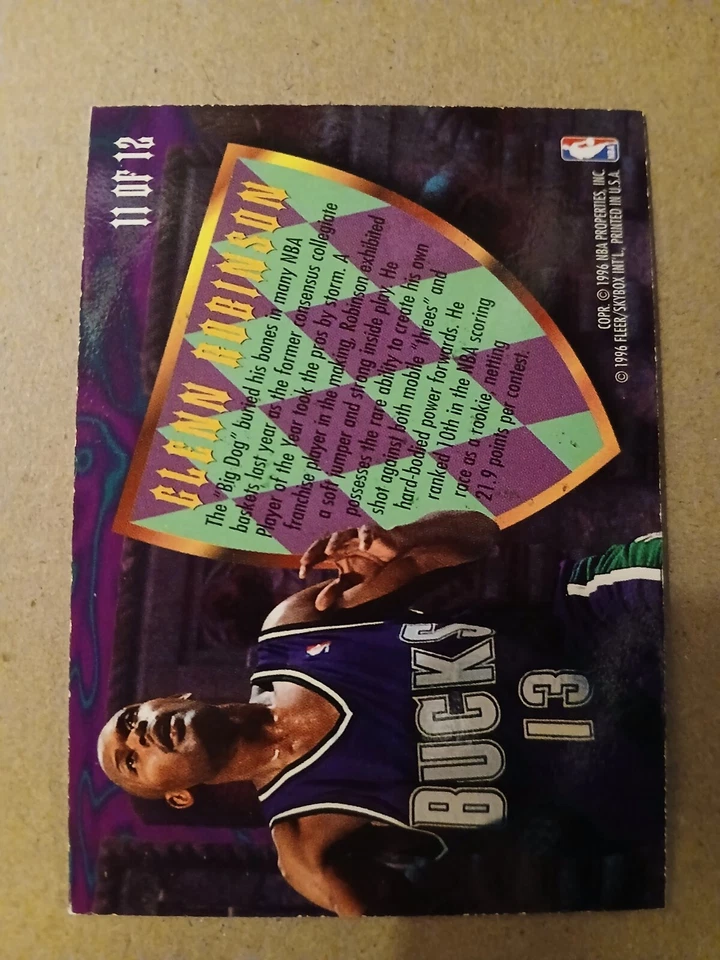 11 OF 12
GLENN ROBINSON
The "Big Dog" buried his bones in many NBA
baskets last year as the former consensus collegiate
Player of the Year took the pros by storm. A
franchise player in the making, Robinson exhibited
a soft jumper and strong inside play. He
possesses the rare ability to create his own
shot against both mobile "threes" and
hard-bodied power forwards. He
ranked 10th in the NBA scoring
race as a rookie, netting
21.9 points per contest.
BUCKS
13
NBA
COPR. © 1996 NBA PROPERTIES, INC
© 1996 FLEER/SKYBOX INT'L., PRINTED IN U.S.A.